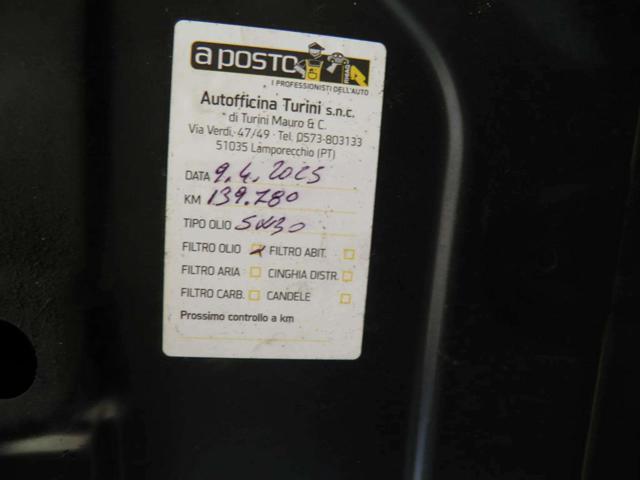 a posto
GRUPPO
I PROFESSIONISTI DELL'AUTO
Autofficina Turini s.n.c.
di Turini Mauro & C.
Via Verdi, 47/49 - Tel. 0573-803133
51035 Lamporecchio (PT)
DATA 9.4.2025
KM 139.780
TIPO OLIO 5W30
FILTRO OLIO x FILTRO ABIT.
FILTRO ARIA CINGHIA DISTR.
FILTRO CARB. CANDELE
Prossimo controllo a km